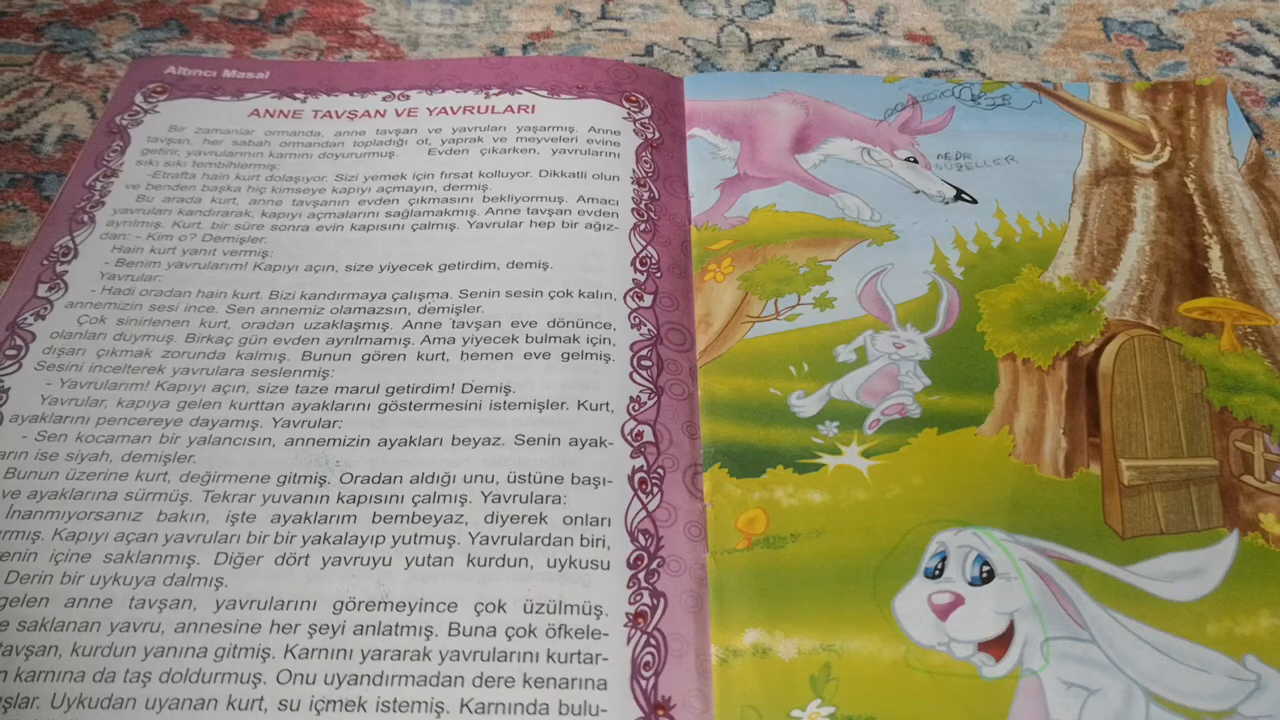 Altıncı Masal
ANNE TAVŞAN VE YAVRULARI
Bir zamanlar ormanda, anne tavşan ve yavruları yaşarmış. Anne
tavşan, her sabah ormandan topladığı ot, yaprak ve meyveleri evine
getirir, yavrularının karnını doyururmuş. Evden çıkarken, yavrularını
sıkı sıkı tembihlermiş:
-Etrafta hain kurt dolaşıyor. Sizi yemek için fırsat kolluyor. Dikkatli olun
ve benden başka hiç kimseye kapıyı açmayın, dermiş.
Bu arada kurt, anne tavşanın evden çıkmasını bekliyormuş. Amacı
yavruları kandırarak, kapıyı açmalarını sağlamakmış. Anne tavşan evden
ayrılmış. Kurt, bir süre sonra evin kapısını çalmış. Yavrular hep bir ağız-
dan: - Kim o? Demişler.
Hain kurt yanıt vermiş:
- Benim yavrularım! Kapıyı açın, size yiyecek getirdim, demiş.
Yavrular:
- Hadi oradan hain kurt. Bizi kandırmaya çalışma. Senin sesin çok kalın,
annemizin sesi ince. Sen annemiz olamazsın, demişler.
Çok sinirlenen kurt, oradan uzaklaşmış. Anne tavşan eve dönünce,
olanları duymuş. Birkaç gün evden ayrılmamış. Ama yiyecek bulmak için,
dışarı çıkmak zorunda kalmış. Bunun gören kurt, hemen eve gelmiş.
Sesini incelterek yavrulara seslenmiş:
- Yavrularım! Kapıyı açın, size taze marul getirdim! Demiş.
Yavrular, kapıya gelen kurttan ayaklarını göstermesini istemişler. Kurt,
ayaklarını pencereye dayamış. Yavrular:
- Sen kocaman bir yalancısın, annemizin ayakları beyaz. Senin ayak-
arın ise siyah, demişler.
Bunun üzerine kurt, değirmene gitmiş. Oradan aldığı unu, üstüne başı-
ve ayaklarına sürmüş. Tekrar yuvanın kapısını çalmış. Yavrulara:
İnanmıyorsanız bakın, işte ayaklarım bembeyaz, diyerek onları
rmış. Kapıyı açan yavruları bir bir yakalayıp yutmuş. Yavrulardan biri,
enin içine saklanmış. Diğer dört yavruyu yutan kurdun, uykusu
Derin bir uykuya dalmış.
gelen anne tavşan, yavrularını göremeyince çok üzülmüş.
e saklanan yavru, annesine her şeyi anlatmış. Buna çok öfkele-
tavşan, kurdun yanına gitmiş. Karnını yararak yavrularını kurtar-
n karnına da taş doldurmuş. Onu uyandırmadan dere kenarına
ışlar. Uykudan uyanan kurt, su içmek istemiş. Karnında bulu-